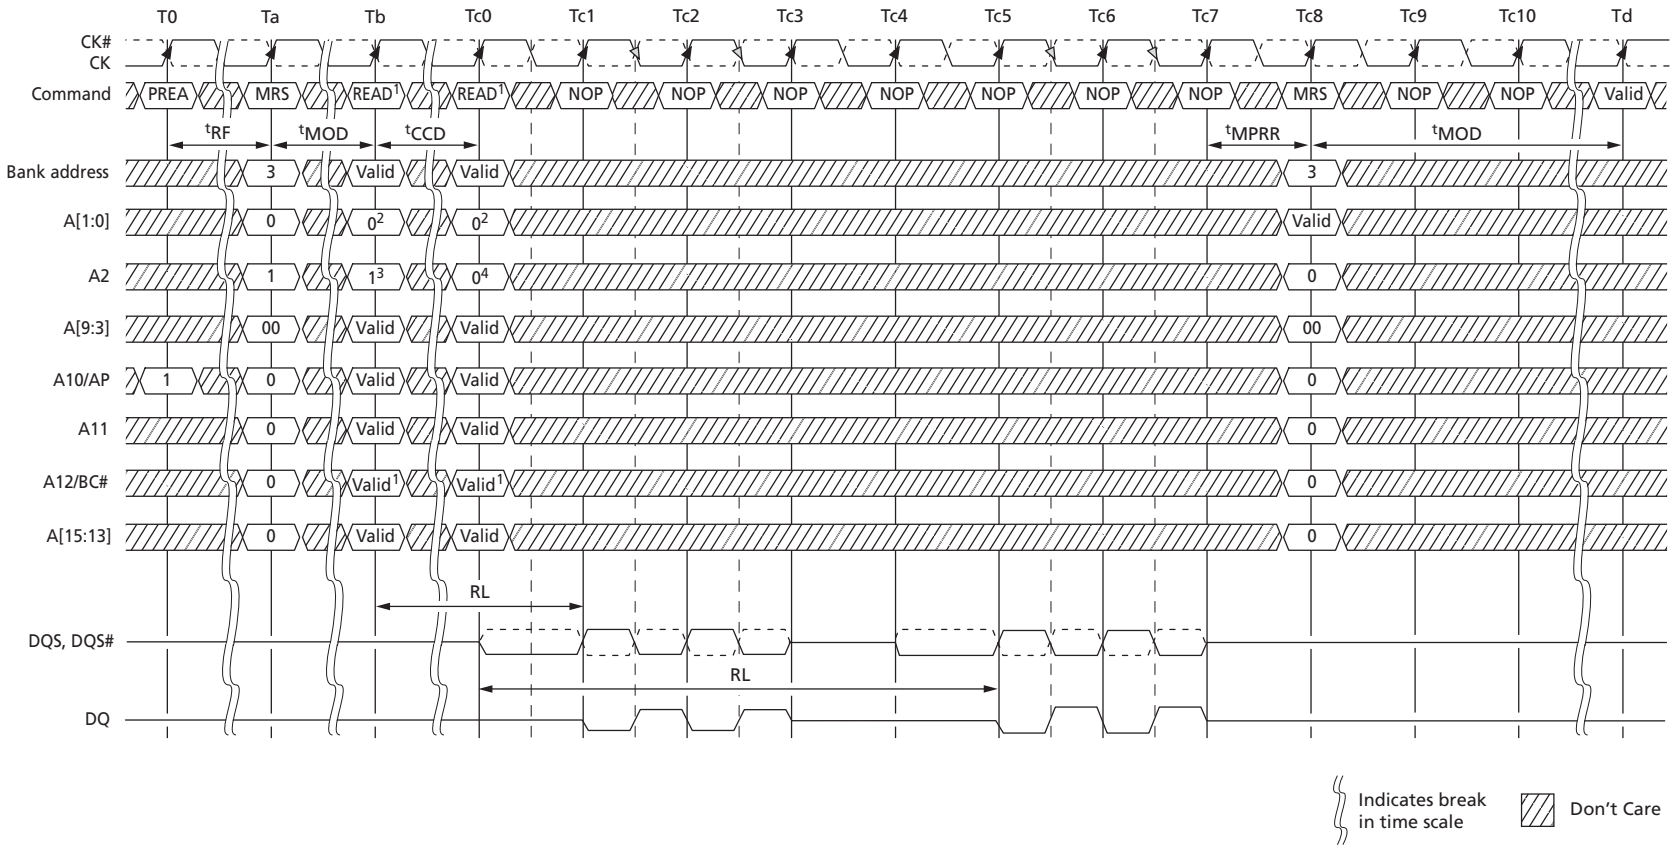 T0 Ta Tb Tc0 Tc1 Tc2 Tc3 Tc4 Tc5 Tc6 Tc7 Tc8 Tc9 Tc10 Td
CK#
CK
Command PREA MRS READ1 READ1 NOP NOP NOP NOP NOP NOP NOP MRS NOP NOP Valid
tRF tMOD tCCD tMPRR tMOD
Bank address 3 Valid Valid 3
A[1:0] 0 0² 0² Valid
A2 1 1³ 0⁴ 0
A[9:3] 00 Valid Valid 00
A10/AP 1 0 Valid Valid 0
A11 0 Valid Valid 0
A12/BC# 0 Valid1 Valid1 0
A[15:13] 0 Valid Valid 0
RL
DQS, DQS#
RL
DQ
Indicates break
in time scale
Don't Care